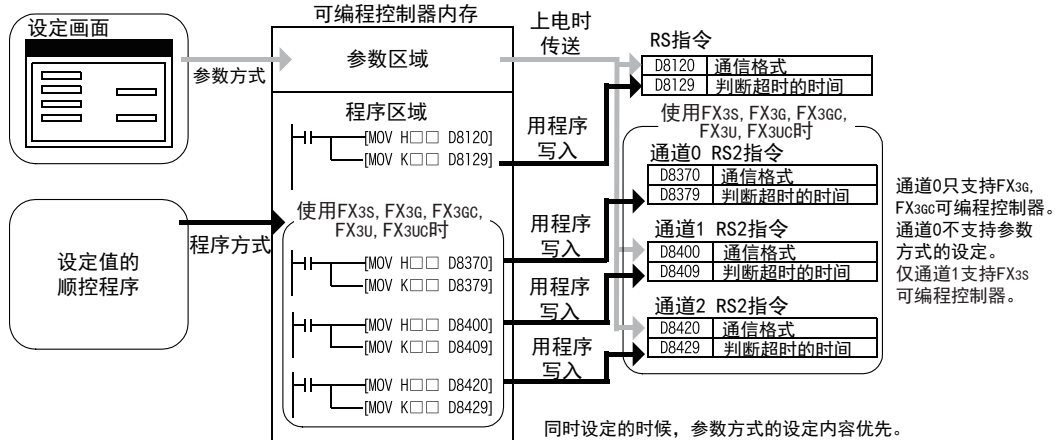 设定画面
参数方式
设定值的
顺控程序
程序方式
可编程控制器内存
参数区域
程序区域
[MOV H□□ D8120]
[MOV K□□ D8129]
使用FX3S, FX3G, FX3GC,
FX3U, FX3UC时
[MOV H□□ D8370]
[MOV K□□ D8379]
[MOV H□□ D8400]
[MOV K□□ D8409]
[MOV H□□ D8420]
[MOV K□□ D8429]
上电时
传送
用程序
写入
用程序
写入
用程序
写入
用程序
写入
RS指令
D8120 通信格式
D8129 判断超时的时间
使用FX3S, FX3G, FX3GC,
FX3U, FX3UC时
通道0 RS2指令
D8370 通信格式
D8379 判断超时的时间
通道1 RS2指令
D8400 通信格式
D8409 判断超时的时间
通道2 RS2指令
D8420 通信格式
D8429 判断超时的时间
通道0只支持FX3G,
FX3GC可编程控制器。
通道0不支持参数
方式的设定。
仅通道1支持FX3S
可编程控制器。
同时设定的时候，参数方式的设定内容优先。